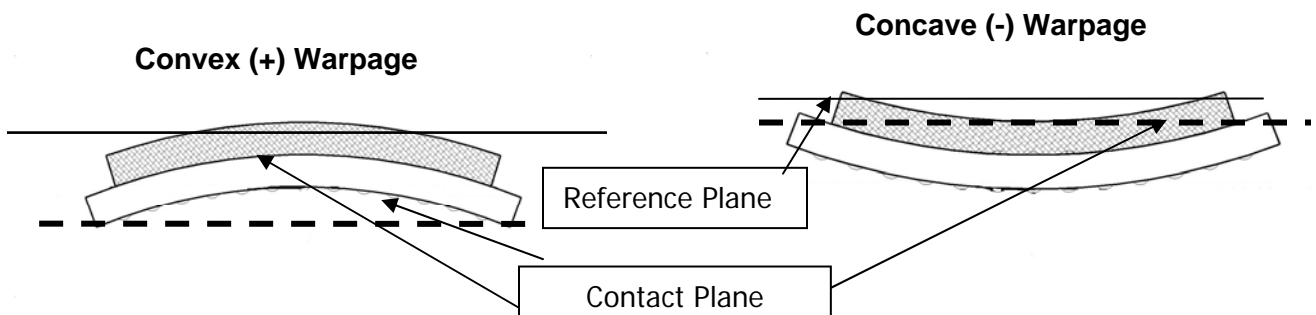 Concave (-) Warpage
Convex (+) Warpage
Reference Plane
Contact Plane